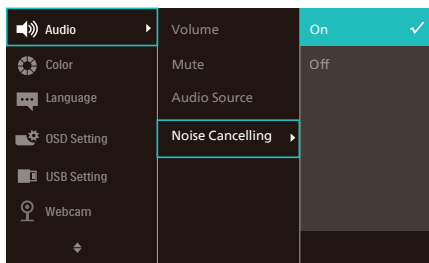 Audio
Color
Language
OSD Setting
USB Setting
Webcam
Volume
Mute
Audio Source
Noise Cancelling
On
Off